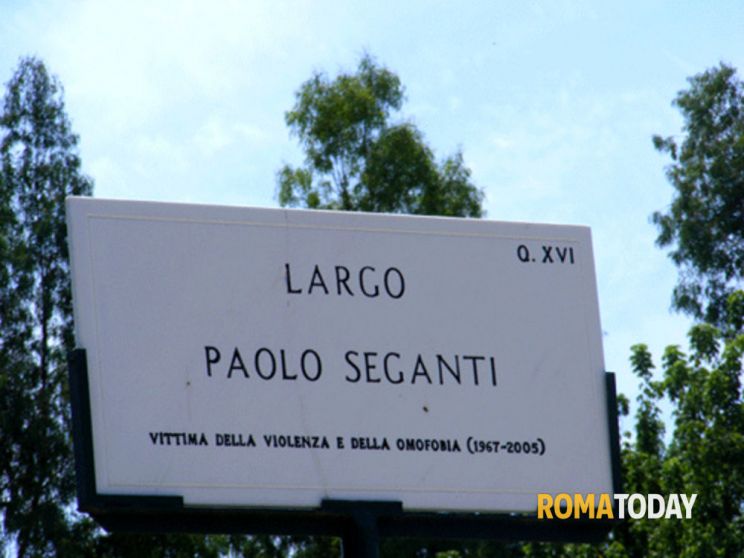 Q. XVI
LARGO
PAOLO SEGANTI
VITTIMA DELLA VIOLENZA E DELLA OMOFOBIA (1967-2005)
ROMATODAY